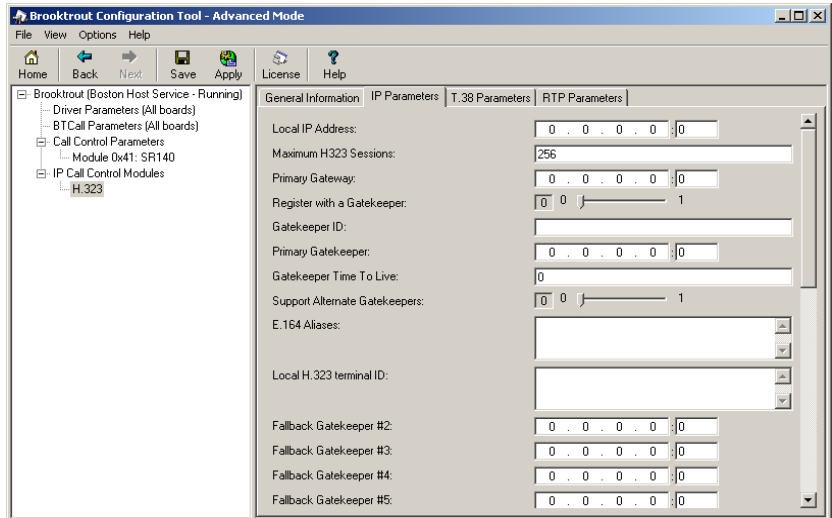 Brooktrout Configuration Tool - Advanced Mode
File View Options Help
Home Back Next Save Apply License Help
Brooktrout (Boston Host Service - Running)
Driver Parameters (All boards)
BTCall Parameters (All boards)
Call Control Parameters
Module 0x41: SR140
IP Call Control Modules
H.323
General Information IP Parameters T.38 Parameters RTP Parameters
Local IP Address: 0 . 0 . 0 . 0 :0
Maximum H323 Sessions: 256
Primary Gateway: 0 . 0 . 0 . 0 :0
Register with a Gatekeeper: 0 0 1
Gatekeeper ID:
Primary Gatekeeper: 0 . 0 . 0 . 0 :0
Gatekeeper Time To Live: 0
Support Alternate Gatekeepers: 0 0 1
E.164 Aliases:
Local H.323 terminal ID:
Fallback Gatekeeper #2: 0 . 0 . 0 . 0 :0
Fallback Gatekeeper #3: 0 . 0 . 0 . 0 :0
Fallback Gatekeeper #4: 0 . 0 . 0 . 0 :0
Fallback Gatekeeper #5: 0 . 0 . 0 . 0 :0